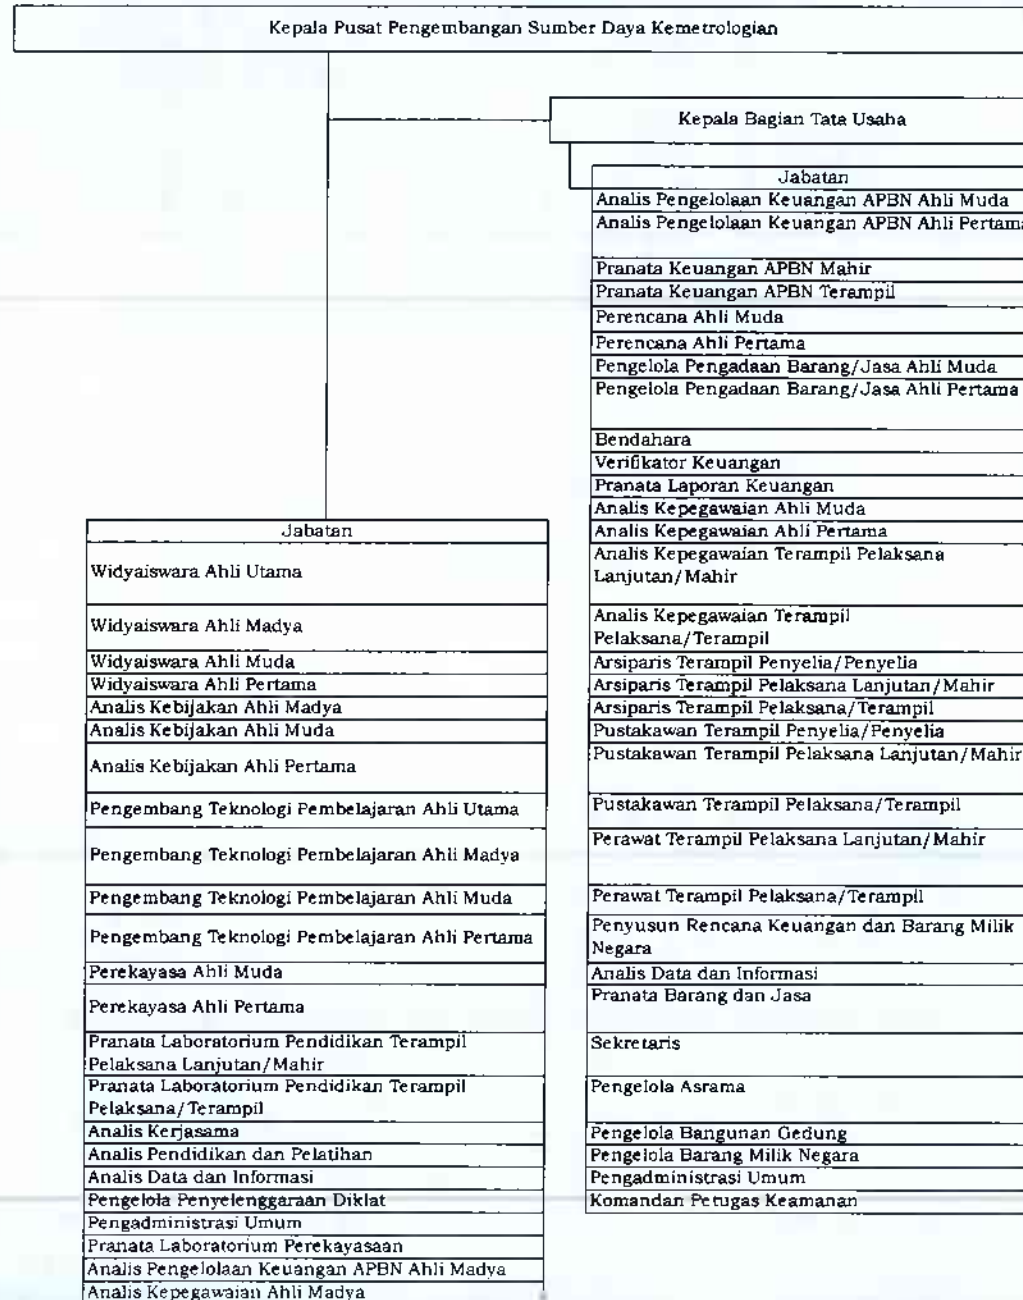 Kepala Pusat Pengembangan Sumber Daya Kemetrologian
Kepala Bagian Tata Usaha
Jabatan
Analis Pengelolaan Keuangan APBN Ahli Muda
Analis Pengelolaan Keuangan APBN Ahli Pertama
Pranata Keuangan APBN Mahir
Pranata Keuangan APBN Terampil
Perencana Ahli Muda
Perencana Ahli Pertama
Pengelola Pengadaan Barang/Jasa Ahli Muda
Pengelola Pengadaan Barang/Jasa Ahli Pertama
Bendahara
Verifikator Keuangan
Pranata Laporan Keuangan
Analis Kepegawaian Ahli Muda
Analis Kepegawaian Ahli Pertama
Analis Kepegawaian Terampil Pelaksana
Lanjutan/Mahir
Analis Kepegawaian Terampil
Pelaksana/Terampil
Arsiparis Terampil Penyelia/Penyelia
Arsiparis Terampil Pelaksana Lanjutan/Mahir
Arsiparis Terampil Pelaksana/Terampil
Pustakawan Terampil Penyelia/Penyelia
Pustakawan Terampil Pelaksana Lanjutan/Mahir
Pustakawan Terampil Pelaksana/Terampil
Perawat Terampil Pelaksana Lanjutan/Mahir
Perawat Terampil Pelaksana/Terampil
Penyusun Rencana Keuangan dan Barang Milik
Negara
Analis Data dan Informasi
Pranata Barang dan Jasa
Sekretaris
Pengelola Asrama
Pengelola Bangunan Gedung
Pengelola Barang Milik Negara
Pengadministrasi Umum
Komandan Petugas Keamanan
Jabatan
Widyaiswara Ahli Utama
Widyaiswara Ahli Madya
Widyaiswara Ahli Muda
Widyaiswara Ahli Pertama
Analis Kebijakan Ahli Madya
Analis Kebijakan Ahli Muda
Analis Kebijakan Ahli Pertama
Pengembang Teknologi Pembelajaran Ahli Utama
Pengembang Teknologi Pembelajaran Ahli Madya
Pengembang Teknologi Pembelajaran Ahli Muda
Pengembang Teknologi Pembelajaran Ahli Pertama
Perekayasa Ahli Muda
Perekayasa Ahli Pertama
Pranata Laboratorium Pendidikan Terampil
Pelaksana Lanjutan/Mahir
Pranata Laboratorium Pendidikan Terampil
Pelaksana/Terampil
Analis Kerjasama
Analis Pendidikan dan Pelatihan
Analis Data dan Informasi
Pengelola Penyelenggaraan Diklat
Pengadministrasi Umum
Pranata Laboratorium Perekayasaan
Analis Pengelolaan Keuangan APBN Ahli Madya
Analis Kepegawaian Ahli Madya